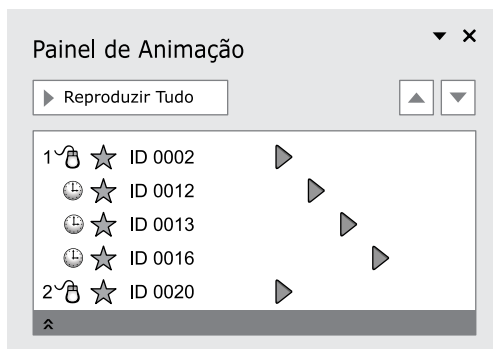 Painel de Animação
Reproduzir Tudo
1 ID 0002
ID 0012
ID 0013
ID 0016
2 ID 0020